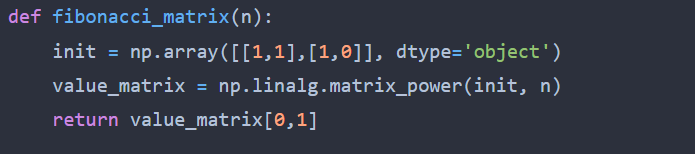 def fibonacci_matrix(n):
    init = np.array([[1,1],[1,0]], dtype='object')
    value_matrix = np.linalg.matrix_power(init, n)
    return value_matrix[0,1]